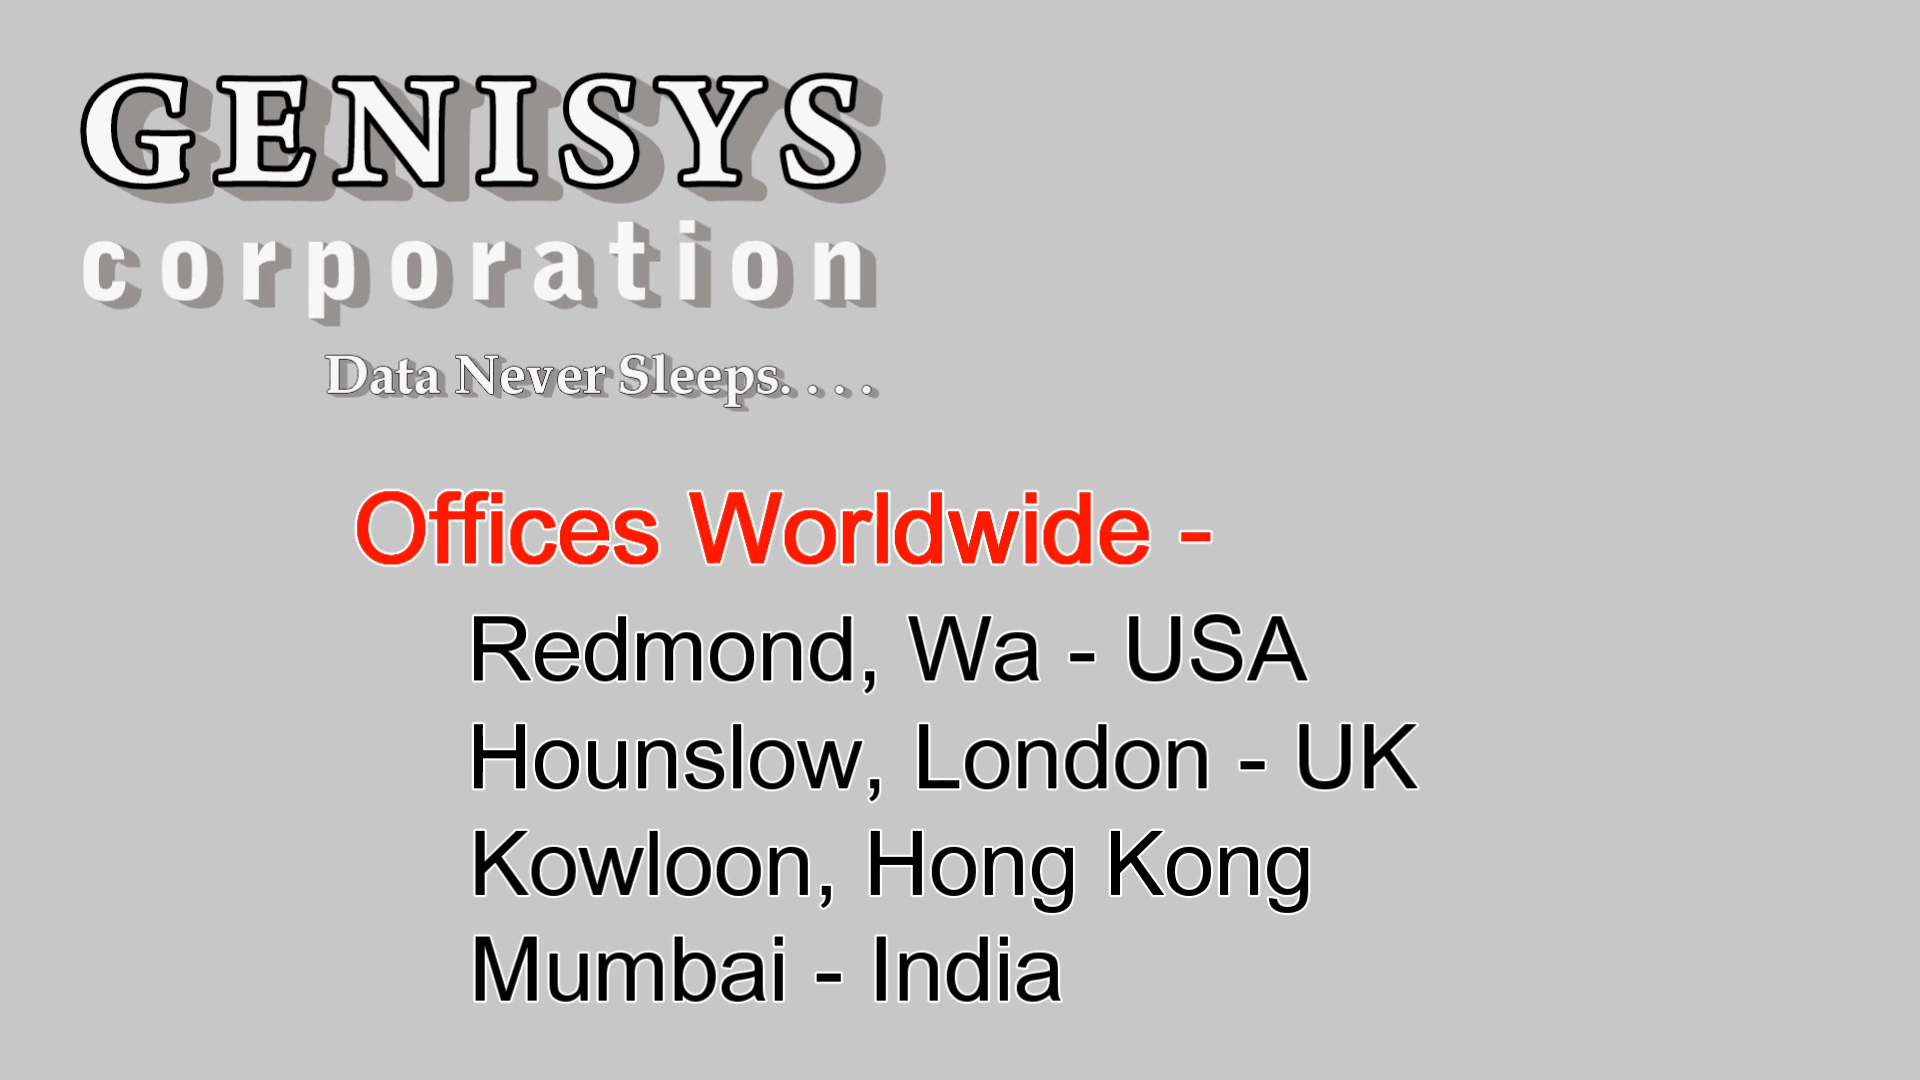 GENISYS
corporation
Data Never Sleeps. . . .
Offices Worldwide -
Redmond, Wa - USA
Hounslow, London - UK
Kowloon, Hong Kong
Mumbai - India